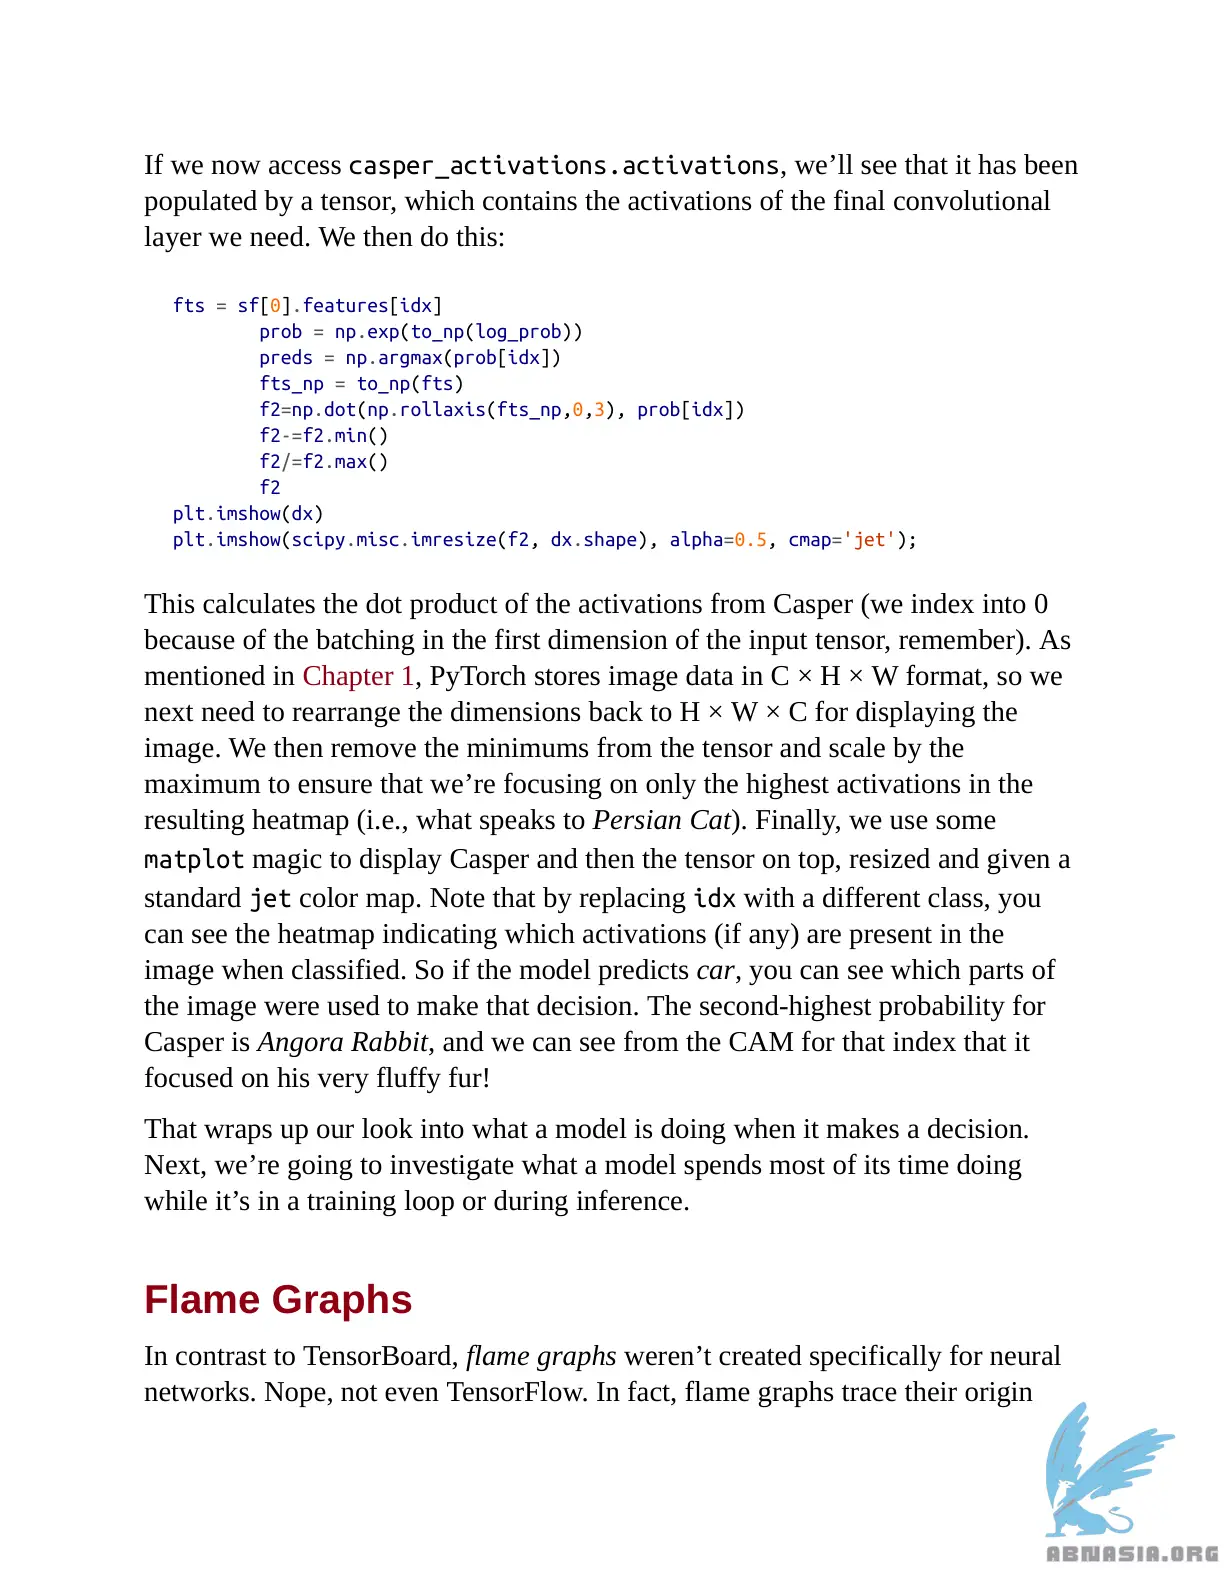 If we now access casper_activations.activations, we’ll see that it has been
populated by a tensor, which contains the activations of the final convolutional
layer we need. We then do this:
fts = sf[0].features[idx]
        prob = np.exp(to_np(log_prob))
        preds = np.argmax(prob[idx])
        fts_np = to_np(fts)
        f2=np.dot(np.rollaxis(fts_np,0,3), prob[idx])
        f2-=f2.min()
        f2/=f2.max()
        f2
plt.imshow(dx)
plt.imshow(scipy.misc.imresize(f2, dx.shape), alpha=0.5, cmap='jet');
This calculates the dot product of the activations from Casper (we index into 0
because of the batching in the first dimension of the input tensor, remember). As
mentioned in Chapter 1, PyTorch stores image data in C × H × W format, so we
next need to rearrange the dimensions back to H × W × C for displaying the
image. We then remove the minimums from the tensor and scale by the
maximum to ensure that we’re focusing on only the highest activations in the
resulting heatmap (i.e., what speaks to Persian Cat). Finally, we use some
matplot magic to display Casper and then the tensor on top, resized and given a
standard jet color map. Note that by replacing idx with a different class, you
can see the heatmap indicating which activations (if any) are present in the
image when classified. So if the model predicts car, you can see which parts of
the image were used to make that decision. The second-highest probability for
Casper is Angora Rabbit, and we can see from the CAM for that index that it
focused on his very fluffy fur!
That wraps up our look into what a model is doing when it makes a decision.
Next, we’re going to investigate what a model spends most of its time doing
while it’s in a training loop or during inference.
Flame Graphs
In contrast to TensorBoard, flame graphs weren’t created specifically for neural
networks. Nope, not even TensorFlow. In fact, flame graphs trace their origin
ABNASIA.ORG